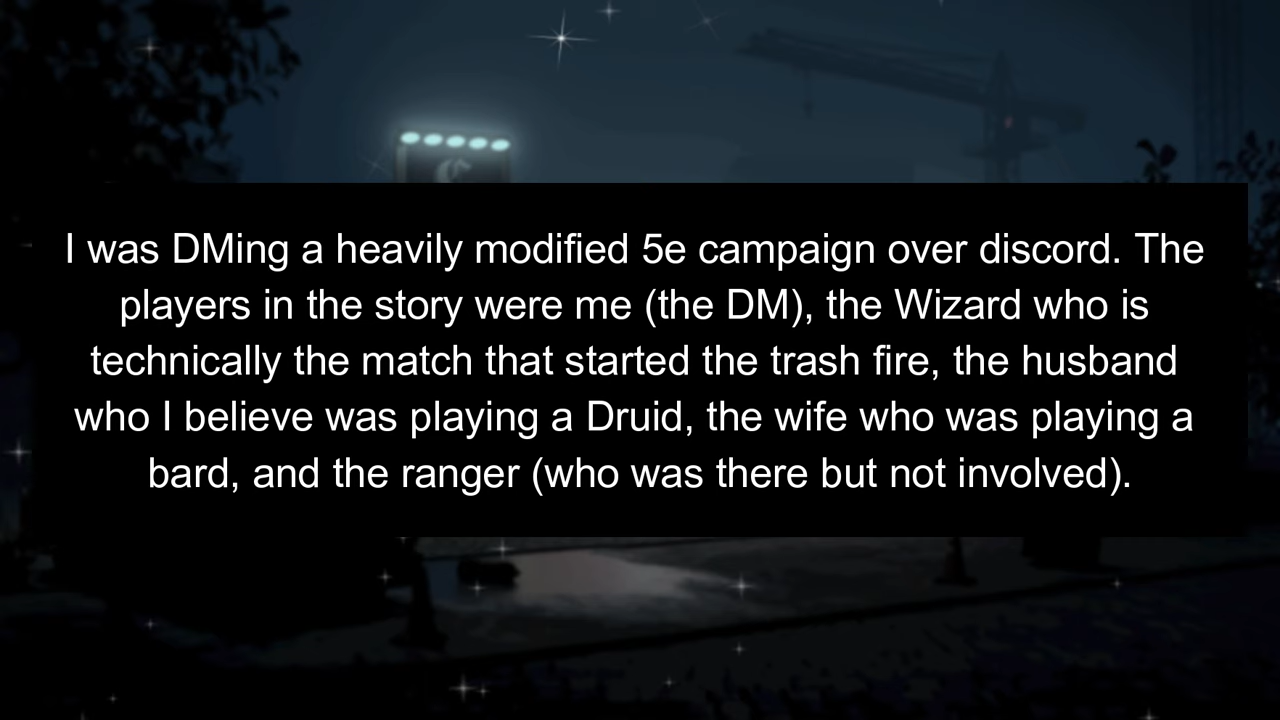 I was DMing a heavily modified 5e campaign over discord. The
players in the story were me (the DM), the Wizard who is
technically the match that started the trash fire, the husband
who I believe was playing a Druid, the wife who was playing a
bard, and the ranger (who was there but not involved).